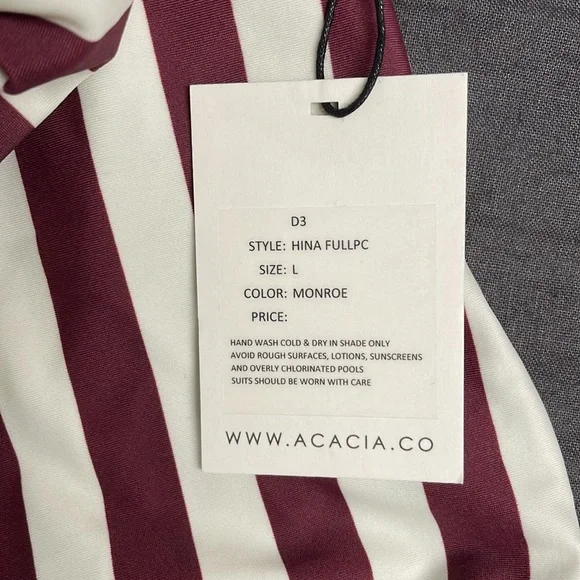 D3
STYLE: HINA FULLPC
SIZE: L
COLOR: MONROE
PRICE:
HAND WASH COLD & DRY IN SHADE ONLY
AVOID ROUGH SURFACES, LOTIONS, SUNSCREENS
AND OVERLY CHLORINATED POOLS
SUITS SHOULD BE WORN WITH CARE
WWW.ACACIA.CO